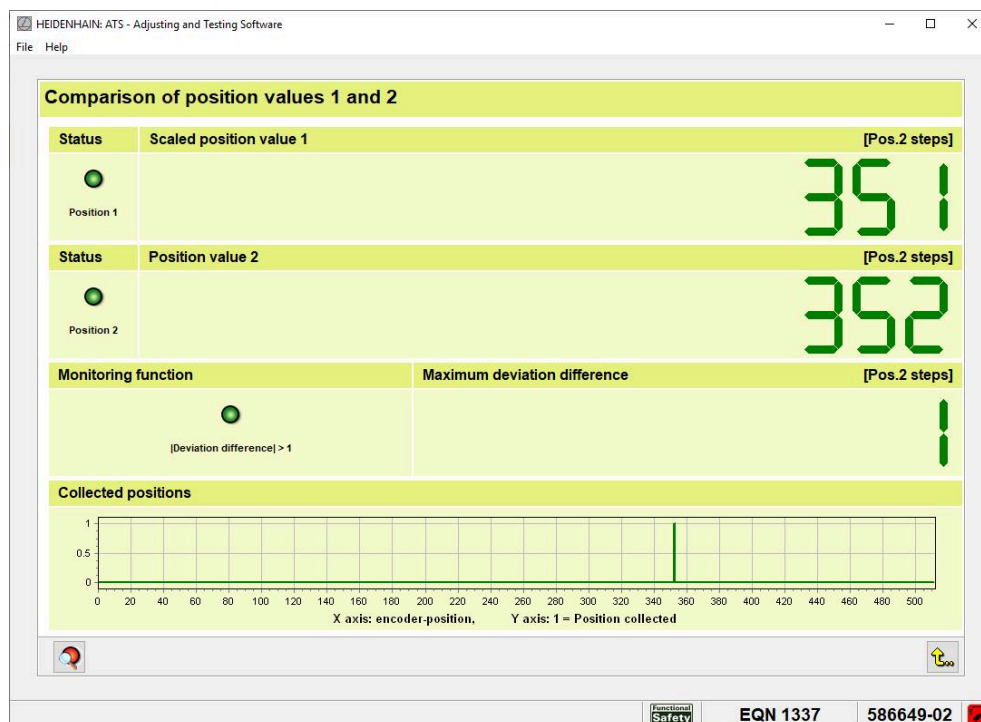 HEIDENHAIN: ATS - Adjusting and Testing Software
File Help
Comparison of position values 1 and 2
Status Scaled position value 1 [Pos.2 steps]
351
Position 1
Status Position value 2 [Pos.2 steps]
352
Position 2
Monitoring function Maximum deviation difference [Pos.2 steps]
1
|Deviation difference| > 1
Collected positions
1
0.5
0
0 20 40 60 80 100 120 140 160 180 200 220 240 260 280 300 320 340 360 380 400 420 440 460 480 500
X axis: encoder-position, Y axis: 1 = Position collected
Functional
Safety EQN 1337 586649-02